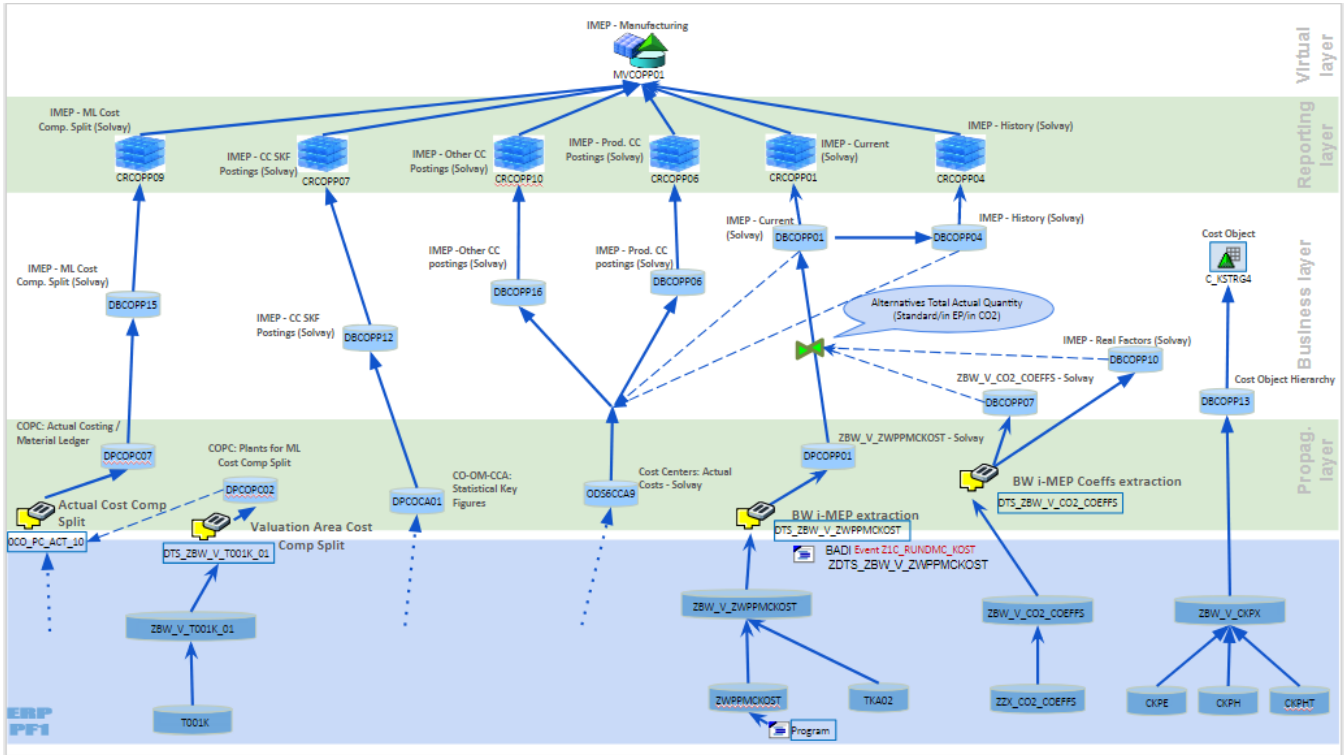 IMEP - Manufacturing
MVCOPP01
Virtual
layer
IMEP - ML Cost
Comp. Split (Solvay)
CRCOPP09
IMEP - CC SKF
Postings (Solvay)
CRCOPP07
IMEP - Other CC
Postings (Solvay)
CRCOPP10
IMEP - Prod. CC
Postings (Solvay)
CRCOPP06
IMEP - Current
(Solvay)
CRCOPP01
IMEP - History (Solvay)
CRCOPP04
Reporting
layer
IMEP - Current
(Solvay)
DBCOPP01
IMEP - History (Solvay)
DBCOPP04
Cost Object
C_KSTRG4
IMEP -Other CC
postings (Solvay)
DBCOPP16
IMEP - Prod. CC
postings (Solvay)
DBCOPP06
IMEP - ML Cost
Comp. Split (Solvay)
DBCOPP15
IMEP - CC SKF
Postings (Solvay)
DBCOPP12
Alternatives Total Actual Quantity
(Standard/in EP/in CO2)
IMEP - Real Factors (Solvay)
DBCOPP10
ZBW_V_CO2_COEFFS - Solvay
DBCOPP07
Cost Object Hierarchy
DBCOPP13
Business layer
COPC: Actual Costing /
Material Ledger
DPCOPC07
COPC: Plants for ML
Cost Comp Split
DPCOPC02
CO-OM-CCA:
Statistical Key
Figures
DPCOCA01
ODS6CCA9
Cost Centers: Actual
Costs - Solvay
ZBW_V_ZWPPMCKOST - Solvay
DPCOPP01
Propag.
layer
Actual Cost Comp
Split
0CO_PC_ACT_10
Valuation Area Cost
Comp Split
DTS_ZBW_V_T001K_01
BW i-MEP extraction
DTS_ZBW_V_ZWPPMCKOST
BW i-MEP Coeffs extraction
DTS_ZBW_V_CO2_COEFFS
BADI Event Z1C_RUNDMC_KOST
ZDTS_ZBW_V_ZWPPMCKOST
ZBW_V_T001K_01
ZBW_V_ZWPPMCKOST
ZBW_V_CO2_COEFFS
ZBW_V_CKPX
T001K
ZWPPMCKOST
TKA02
ZZX_CO2_COEFFS
CKPE
CKPH
CKPHT
Program
ERP
PF1